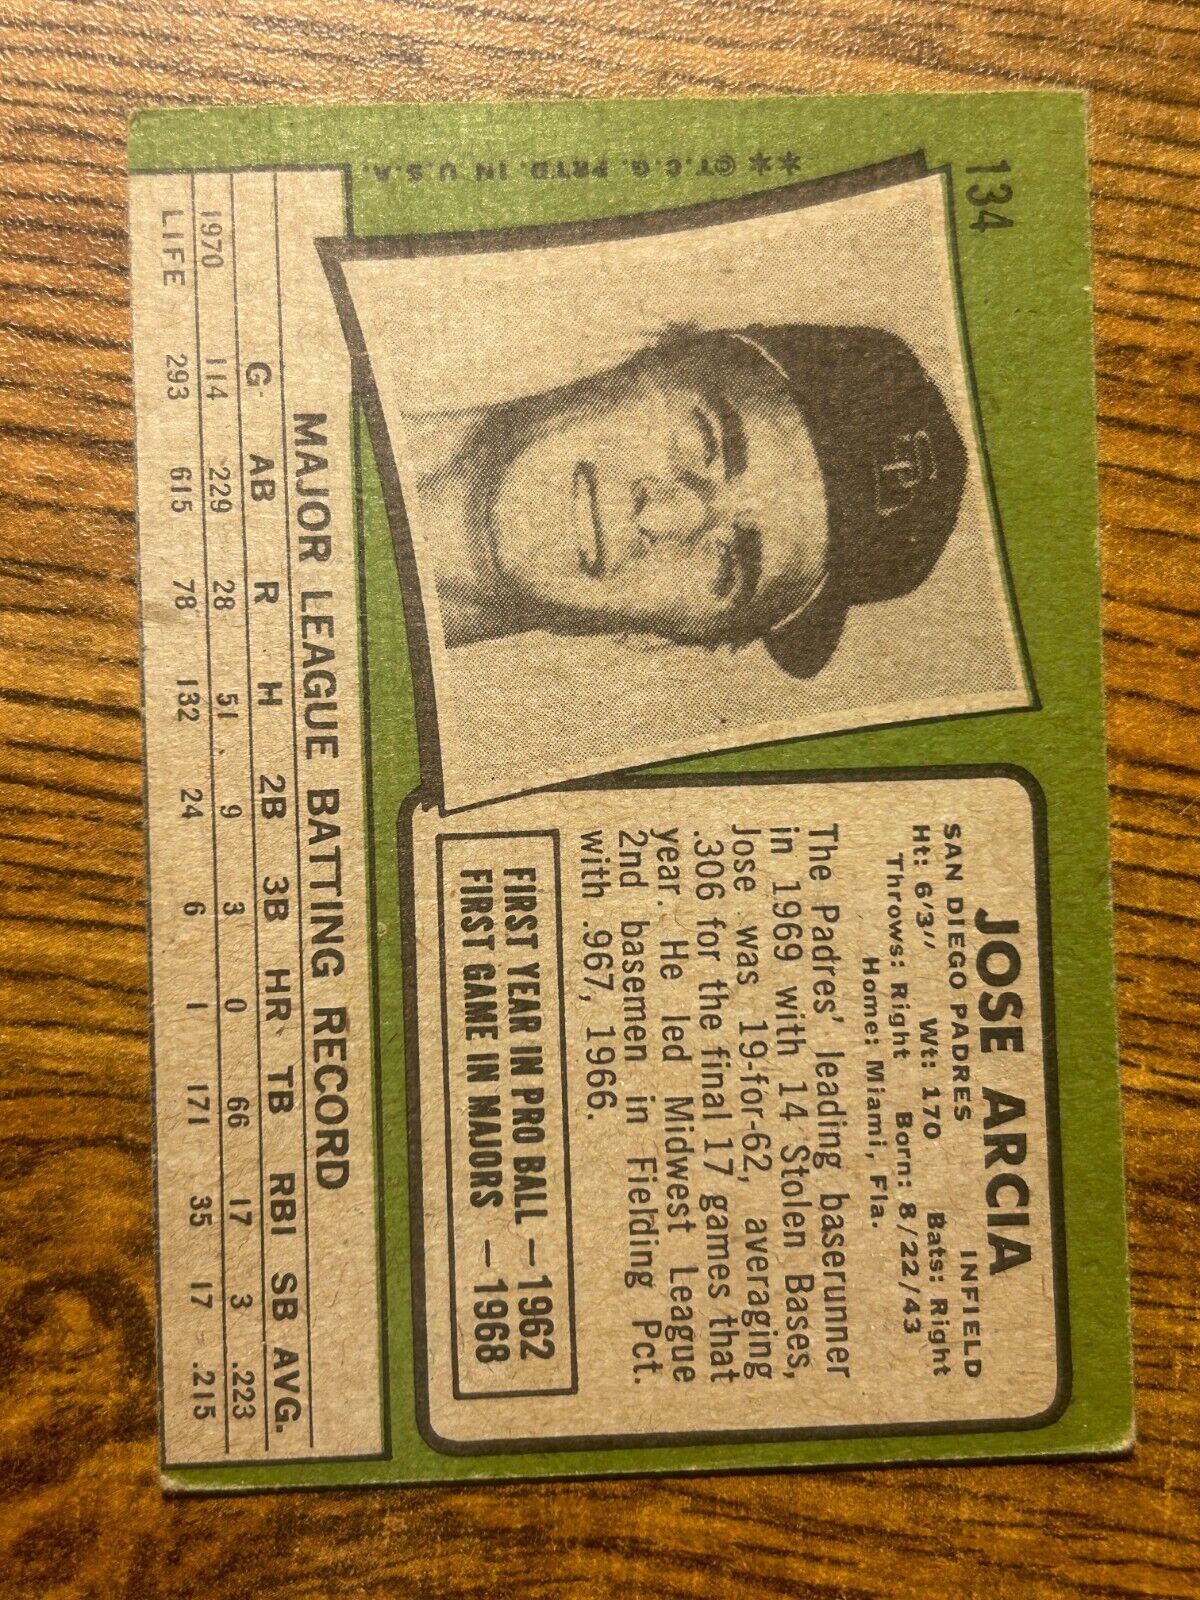 134
JOSE ARCIA
SAN DIEGO PADRES INFIELD
Ht: 6'3" Wt: 170 Bats: Right
Throws: Right Born: 8/22/43
Home: Miami, Fla.
The Padres' leading baserunner
in 1969 with 14 Stolen Bases,
Jose was 19-for-62, averaging
.306 for the final 17 games that
year. He led Midwest League
2nd basemen in Fielding Pct.
with .967, 1966.
FIRST YEAR IN PRO BALL — 1962
FIRST GAME IN MAJORS — 1968
SD
**©T.C.G. PRTD. IN U.S.A.
MAJOR LEAGUE BATTING RECORD
G AB R H 2B 3B HR TB RBI SB AVG.
1970 114 229 28 51 9 3 0 66 17 3 .223
LIFE 293 615 78 132 24 6 1 171 35 17 .215